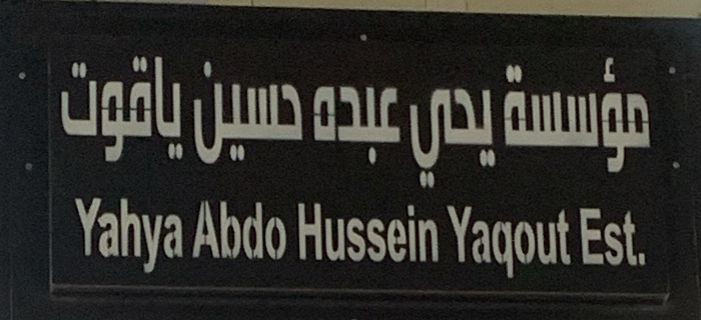 مؤسسة يحي عبده حسين ياقوت
Yahya Abdo Hussein Yaqout Est.